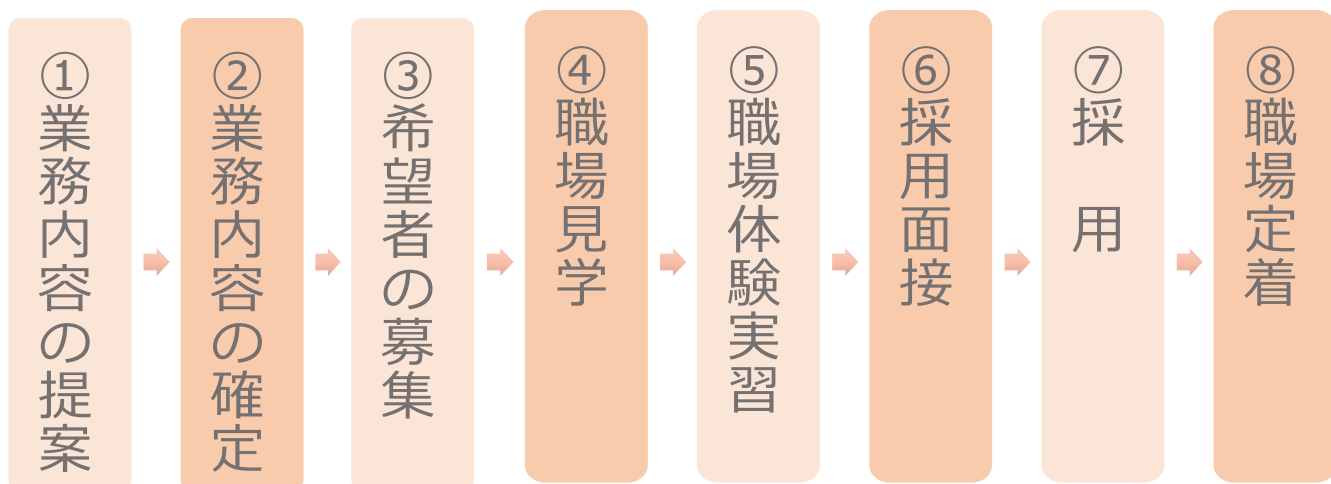 ①業務内容の提案
②業務内容の確定
③希望者の募集
④職場見学
⑤職場体験実習
⑥採用面接
⑦採　用
⑧職場定着